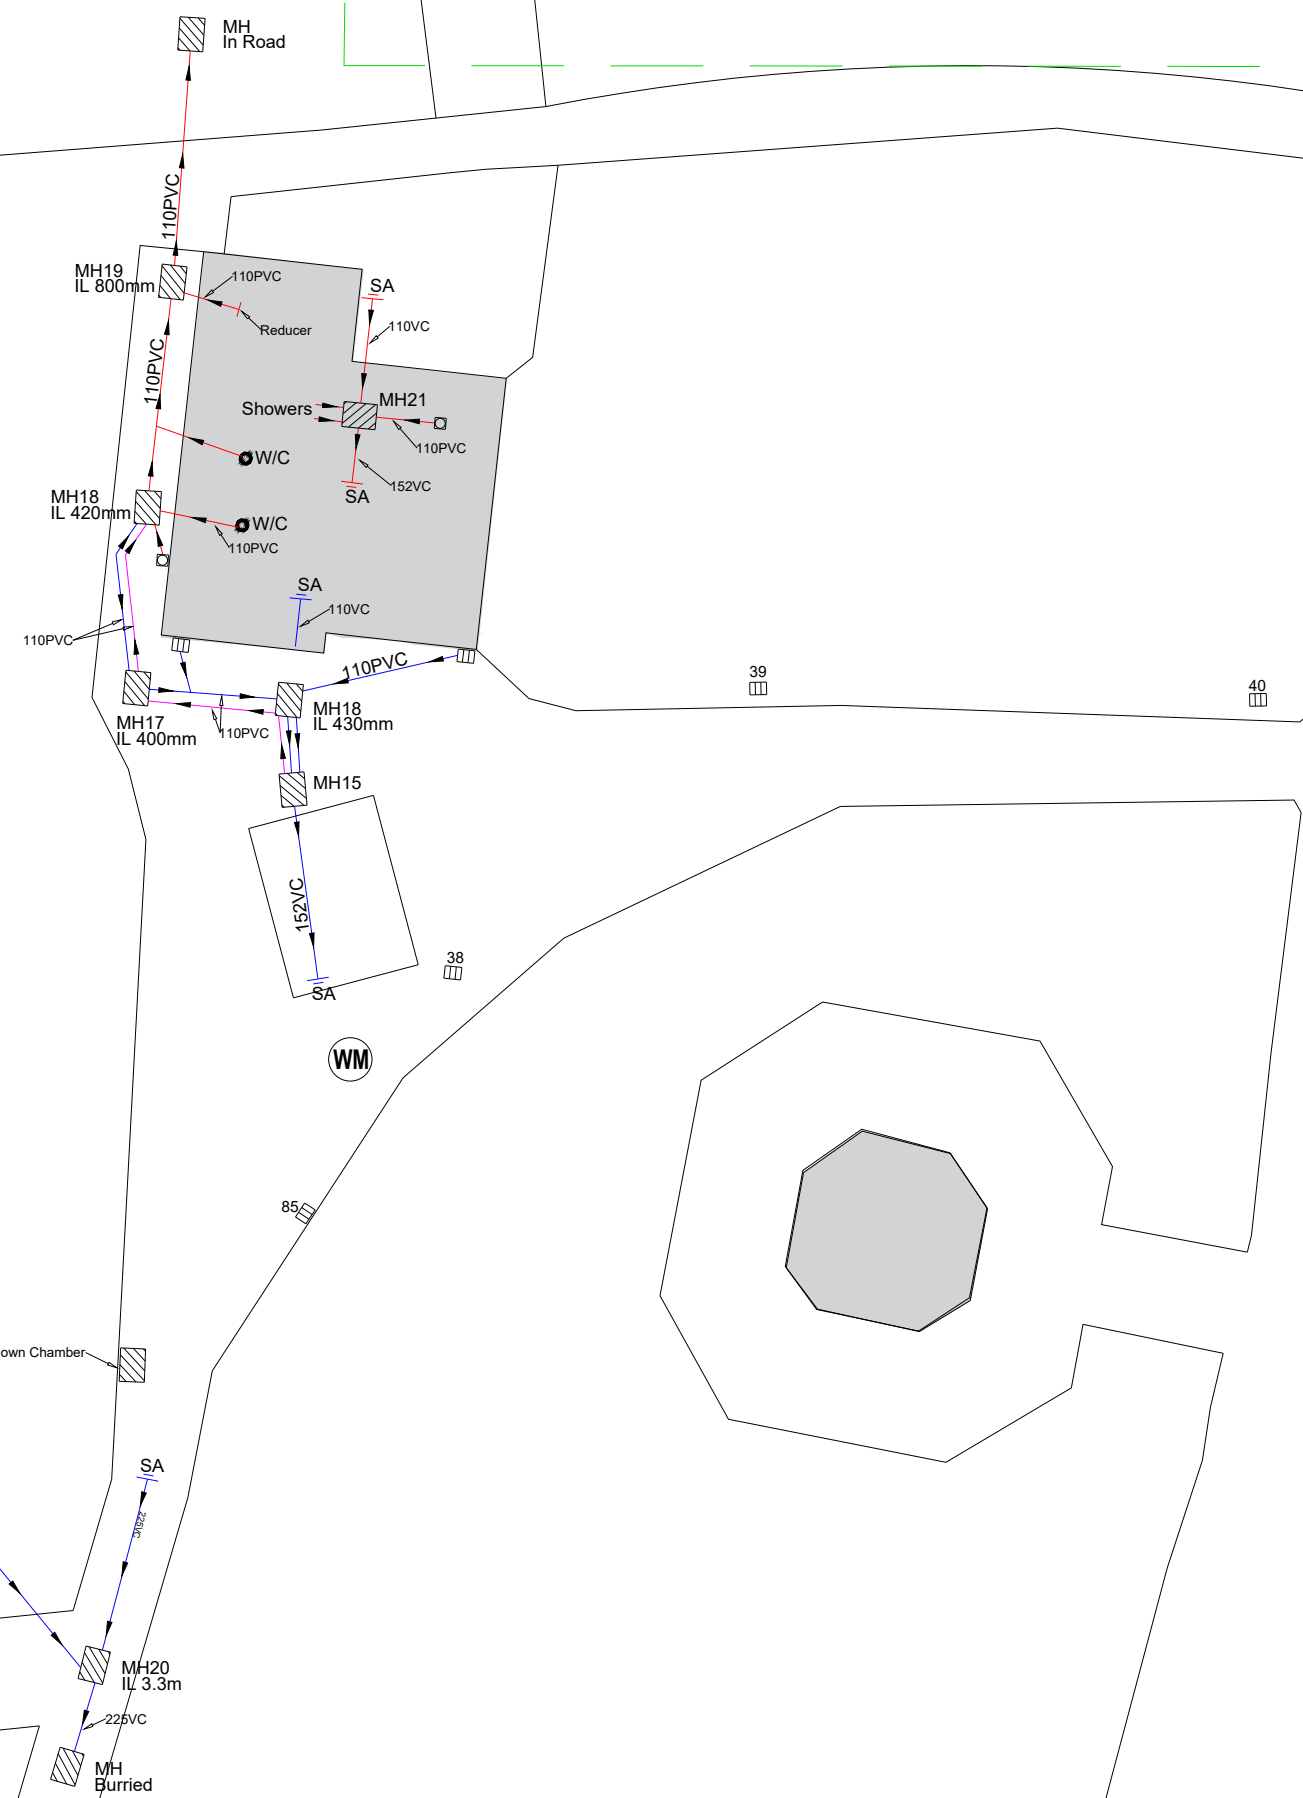 MH
In Road
110PVC
MH19
IL 800mm
110PVC
SA
Reducer
110VC
110PVC
Showers
MH21
110PVC
W/C
152VC
SA
MH18
IL 420mm
W/C
110PVC
SA
110VC
110PVC
110PVC
39
40
MH17
IL 400mm
110PVC
MH18
IL 430mm
MH15
152VC
38
SA
WM
85
own Chamber
SA
225VC
MH20
IL 3.3m
225VC
MH
Burried